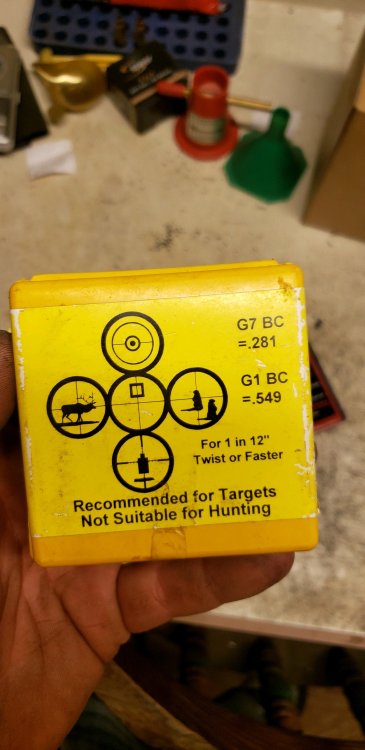 G7 BC
=.281
G1 BC
=.549
For 1 in 12"
Twist or Faster
Recommended for Targets
Not Suitable for Hunting